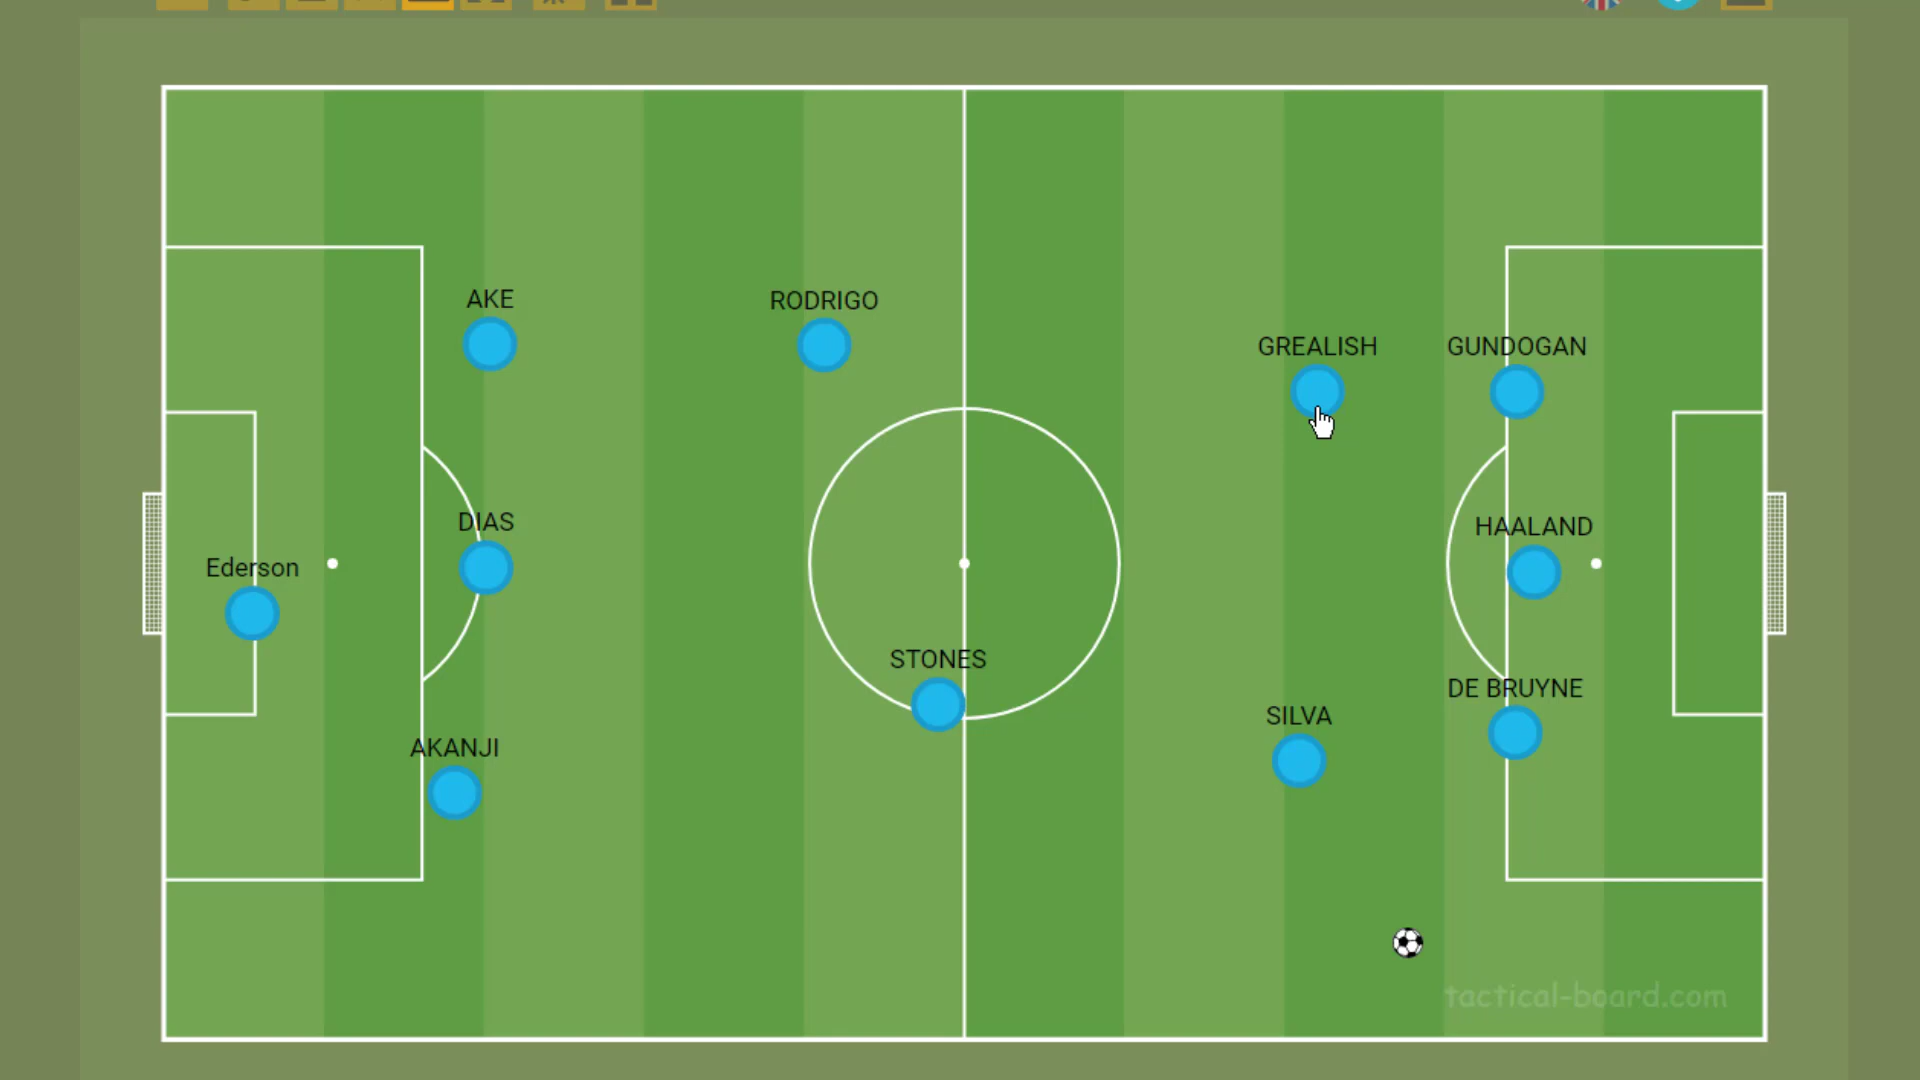 AKE
RODRIGO
GREALISH
GUNDOGAN
DIAS
HAALAND
Ederson
STONES
DE BRUYNE
SILVA
AKANJI
tactical-board.com